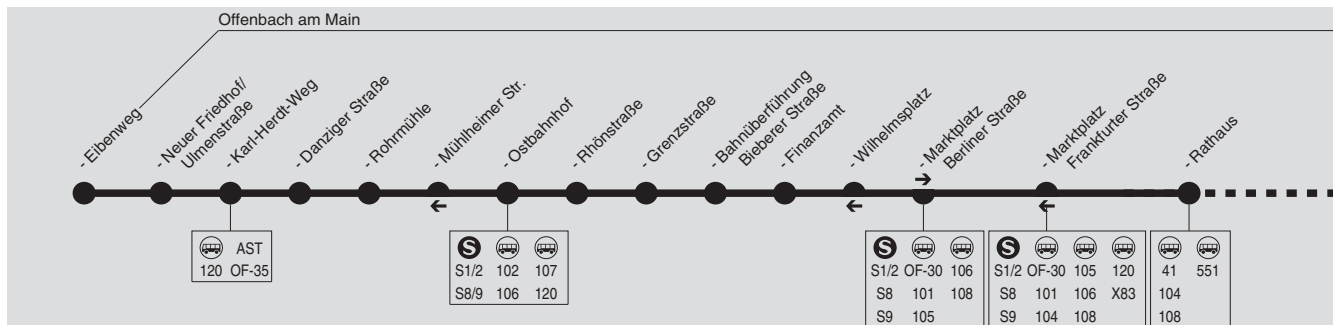 Offenbach am Main
- Eibenweg
- Neuer Friedhof/
Ulmenstraße
- Karl-Herdt-Weg
- Danziger Straße
- Rohrmühle
- Mühlheimer Str.
- Ostbahnhof
- Rhönstraße
- Grenzstraße
- Bahnüberführung
Bieberer Straße
- Finanzamt
- Wilhelmsplatz
- Marktplatz
Berliner Straße
- Marktplatz
Frankfurter Straße
- Rathaus
AST
120 OF-35
S
S1/2 102 107
S8/9 106 120
S
S1/2 OF-30 106
S8 101 108
S9 105
S
S1/2 OF-30 105 120
S8 101 106 X83
S9 104 108
41 551
104
108